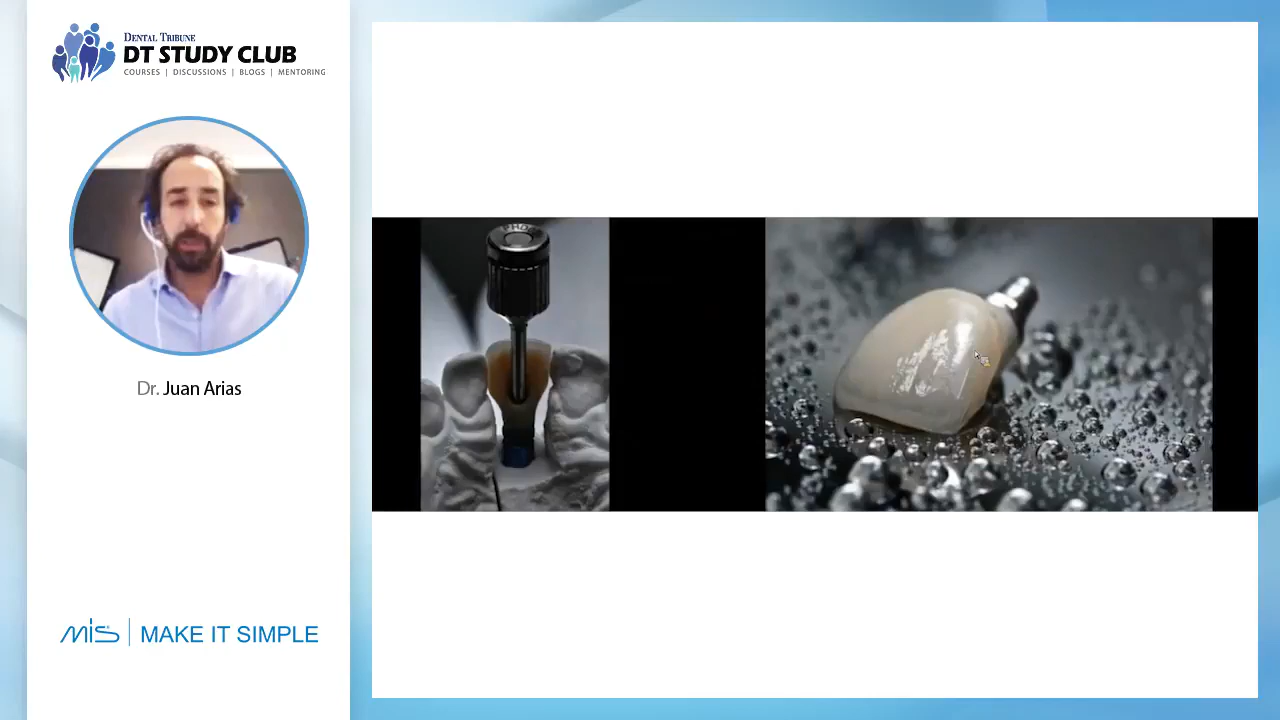 DENTAL TRIBUNE
DT STUDY CLUB
COURSES | DISCUSSIONS | BLOGS | MENTORING
Dr. Juan Arias
MIS | MAKE IT SIMPLE